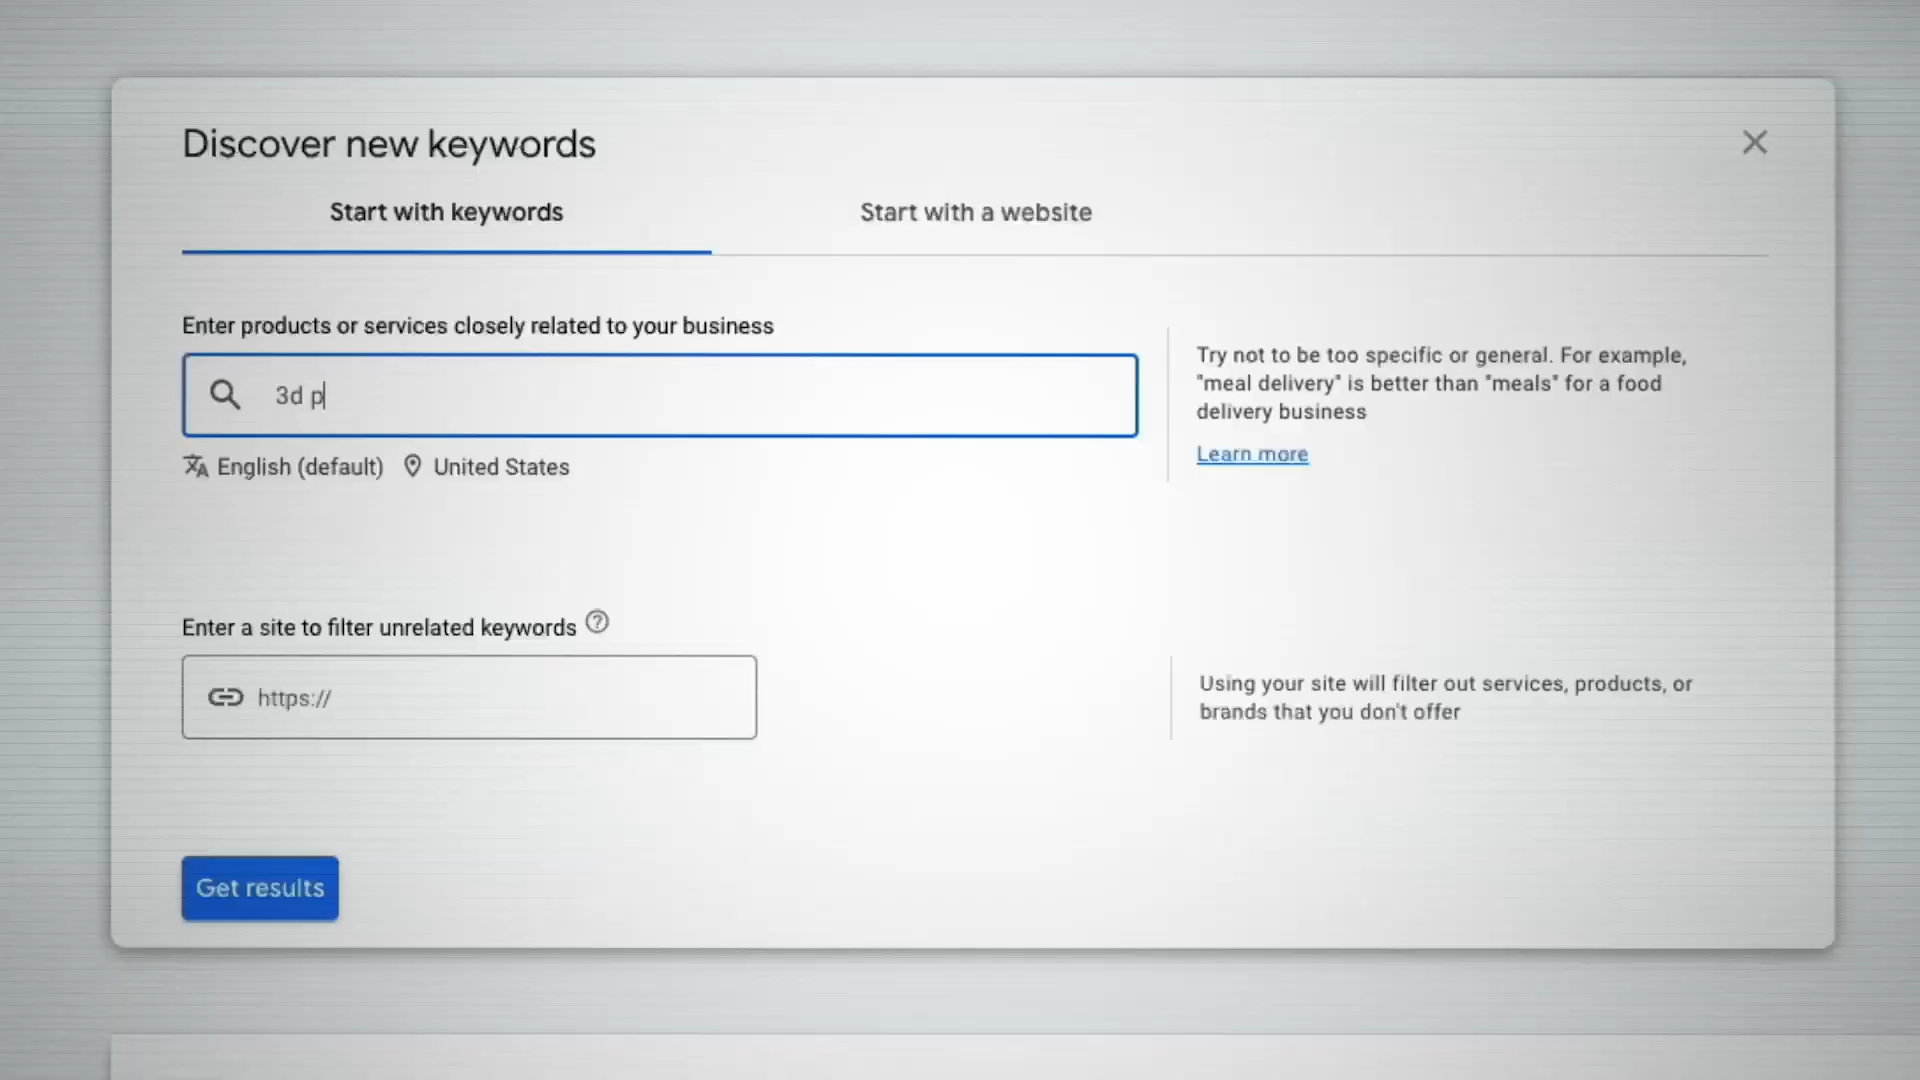 Discover new keywords
Start with keywords
Start with a website
Enter products or services closely related to your business
3d p
English (default)
United States
Try not to be too specific or general. For example,
"meal delivery" is better than "meals" for a food
delivery business
Learn more
Enter a site to filter unrelated keywords
https://
Using your site will filter out services, products, or
brands that you don't offer
Get results